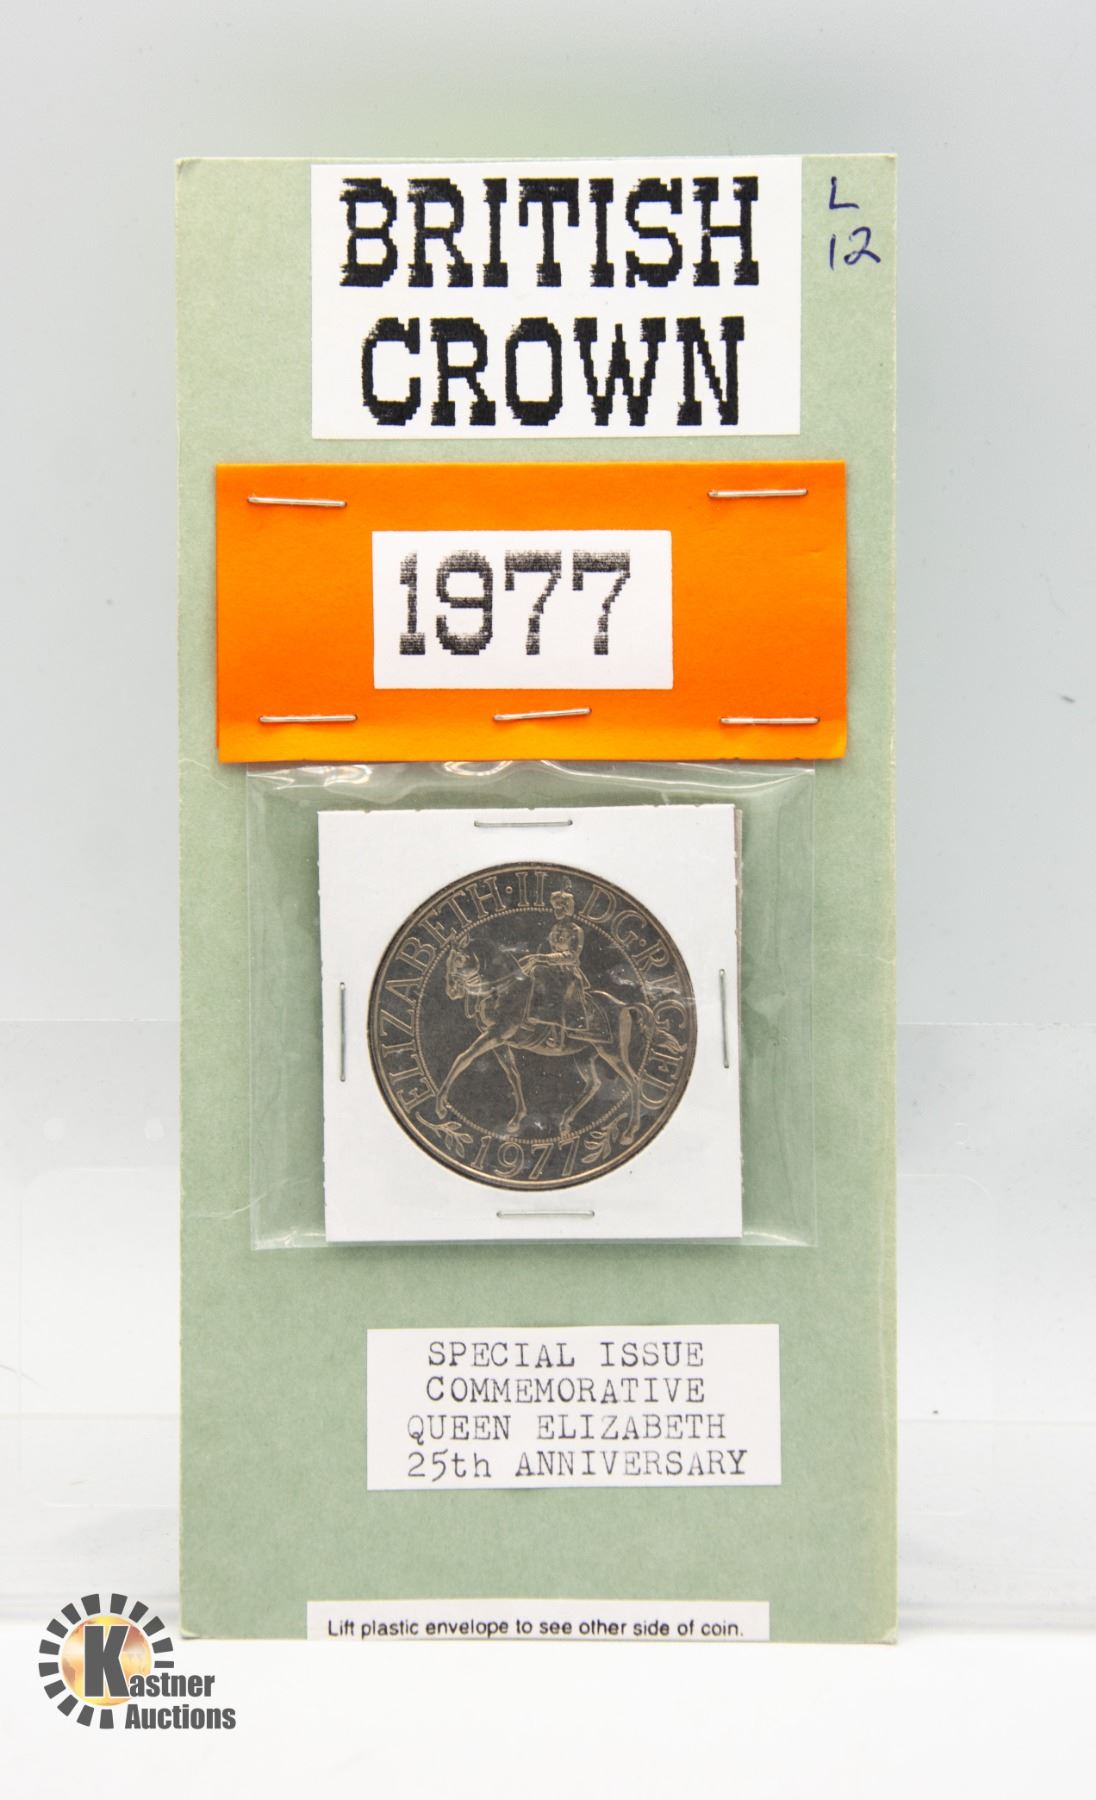 BRITISH
CROWN
L
12
1977
ELIZABETH·II DG·REG FD
1977
SPECIAL ISSUE
COMMEMORATIVE
QUEEN ELIZABETH
25th ANNIVERSARY
Lift plastic envelope to see other side of coin.
Kastner
Auctions